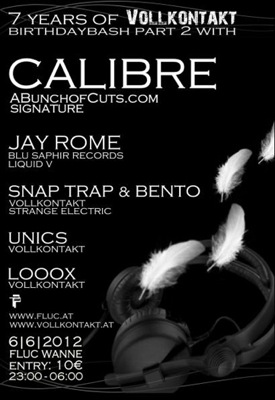 7 YEARS OF VOLLKONTAKT
BIRTHDAYBASH PART 2 WITH
CALIBRE
ABUNCHOFCUTS.COM
SIGNATURE
JAY ROME
BLU SAPHIR RECORDS
LIQUID V
SNAP TRAP & BENTO
VOLLKONTAKT
STRANGE ELECTRIC
UNICS
VOLLKONTAKT
LOOOX
VOLLKONTAKT
WWW.FLUC.AT
WWW.VOLLKONTAKT.AT
6|6|2012
FLUC WANNE
ENTRY: 10€
23:00 - 06:00